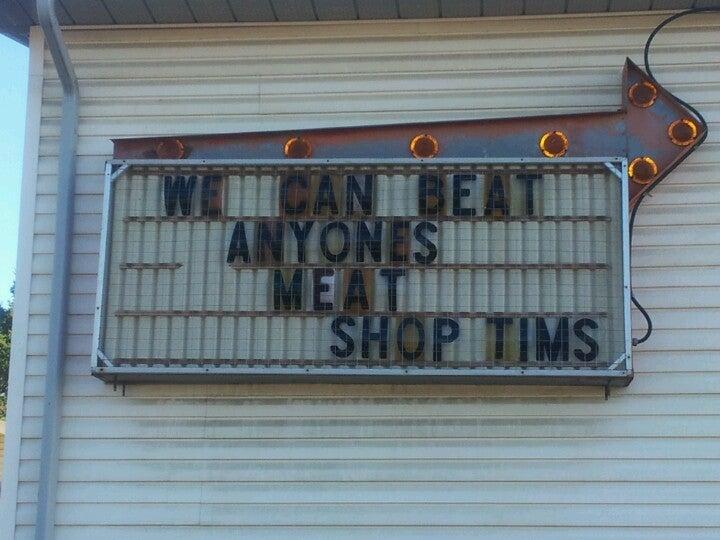 WE CAN BEAT
ANYONES
MEAT
SHOP TIMS